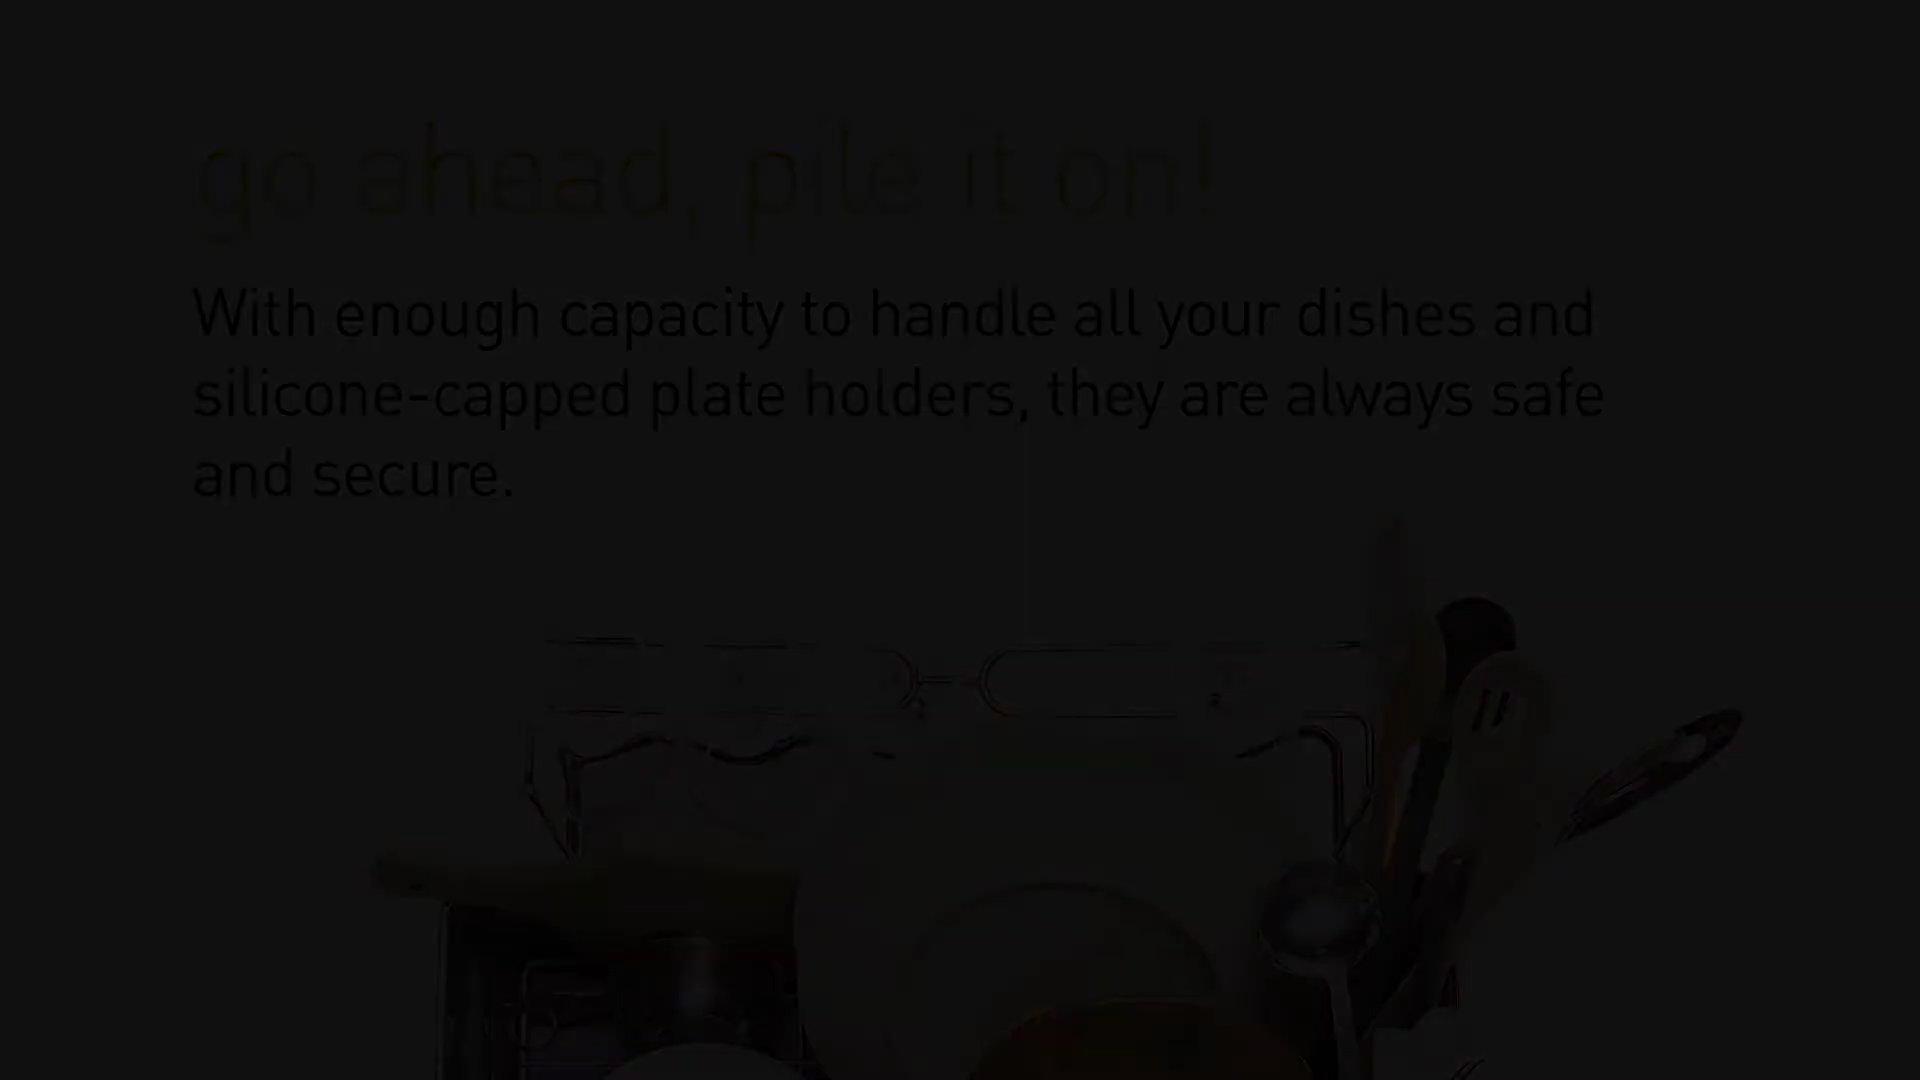 go ahead, pile it on!
With enough capacity to handle all your dishes and
silicone-capped plate holders, they are always safe
and secure.